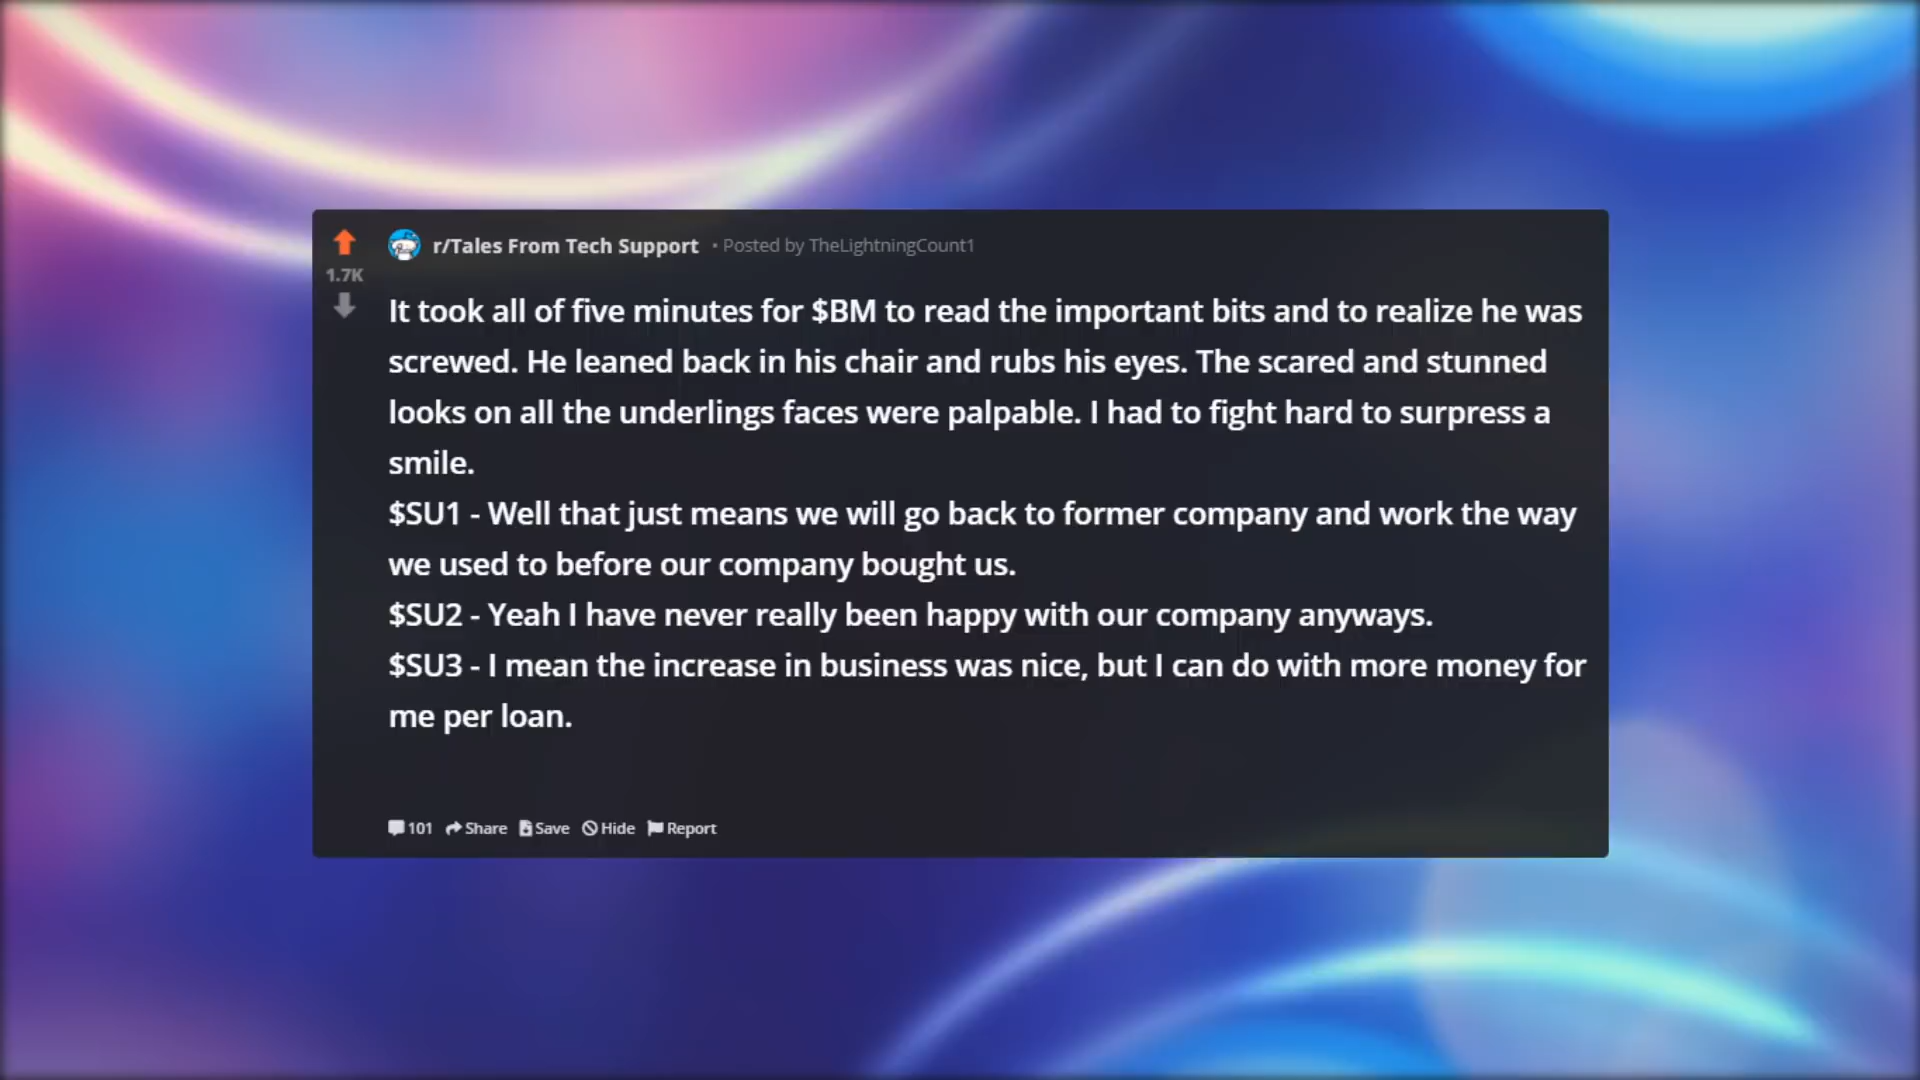 r/Tales From Tech Support • Posted by TheLightningCount1
1.7K
It took all of five minutes for $BM to read the important bits and to realize he was
screwed. He leaned back in his chair and rubs his eyes. The scared and stunned
looks on all the underlings faces were palpable. I had to fight hard to surpress a
smile.
$SU1 - Well that just means we will go back to former company and work the way
we used to before our company bought us.
$SU2 - Yeah I have never really been happy with our company anyways.
$SU3 - I mean the increase in business was nice, but I can do with more money for
me per loan.
101 Share Save Hide Report